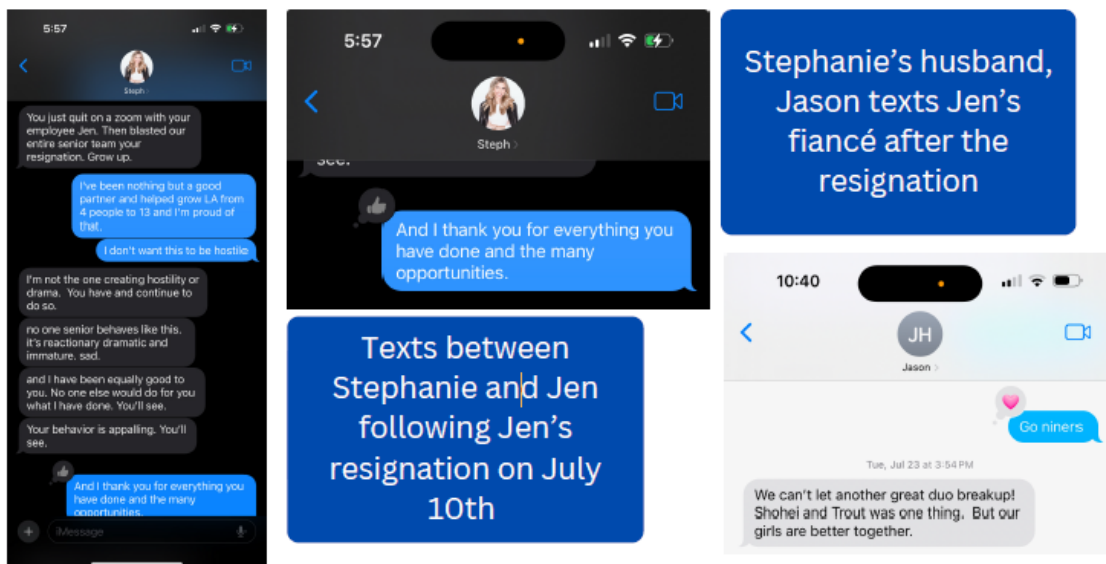 5:57
Steph >
You just quit on a zoom with your
employee Jen. Then blasted our
entire senior team your
resignation. Grow up.
I've been nothing but a good
partner and helped grow LA from
4 people to 13 and I'm proud of
that.
I don't want this to be hostile
I'm not the one creating hostility or
drama. You have and continue to
do so.
no one senior behaves like this.
it's reactionary dramatic and
immature. sad.
and I have been equally good to
you. No one else would do for you
what I have done. You'll see.
Your behavior is appalling. You'll
see.
And I thank you for everything you
have done and the many
opportunities.
iMessage
5:57
Steph >
see.
And I thank you for everything you
have done and the many
opportunities.
Texts between
Stephanie and Jen
following Jen's
resignation on July
10th
Stephanie's husband,
Jason texts Jen's
fiancé after the
resignation
10:40
JH
Jason >
Go niners
Tue, Jul 23 at 3:54 PM
We can't let another great duo breakup!
Shohei and Trout was one thing. But our
girls are better together.